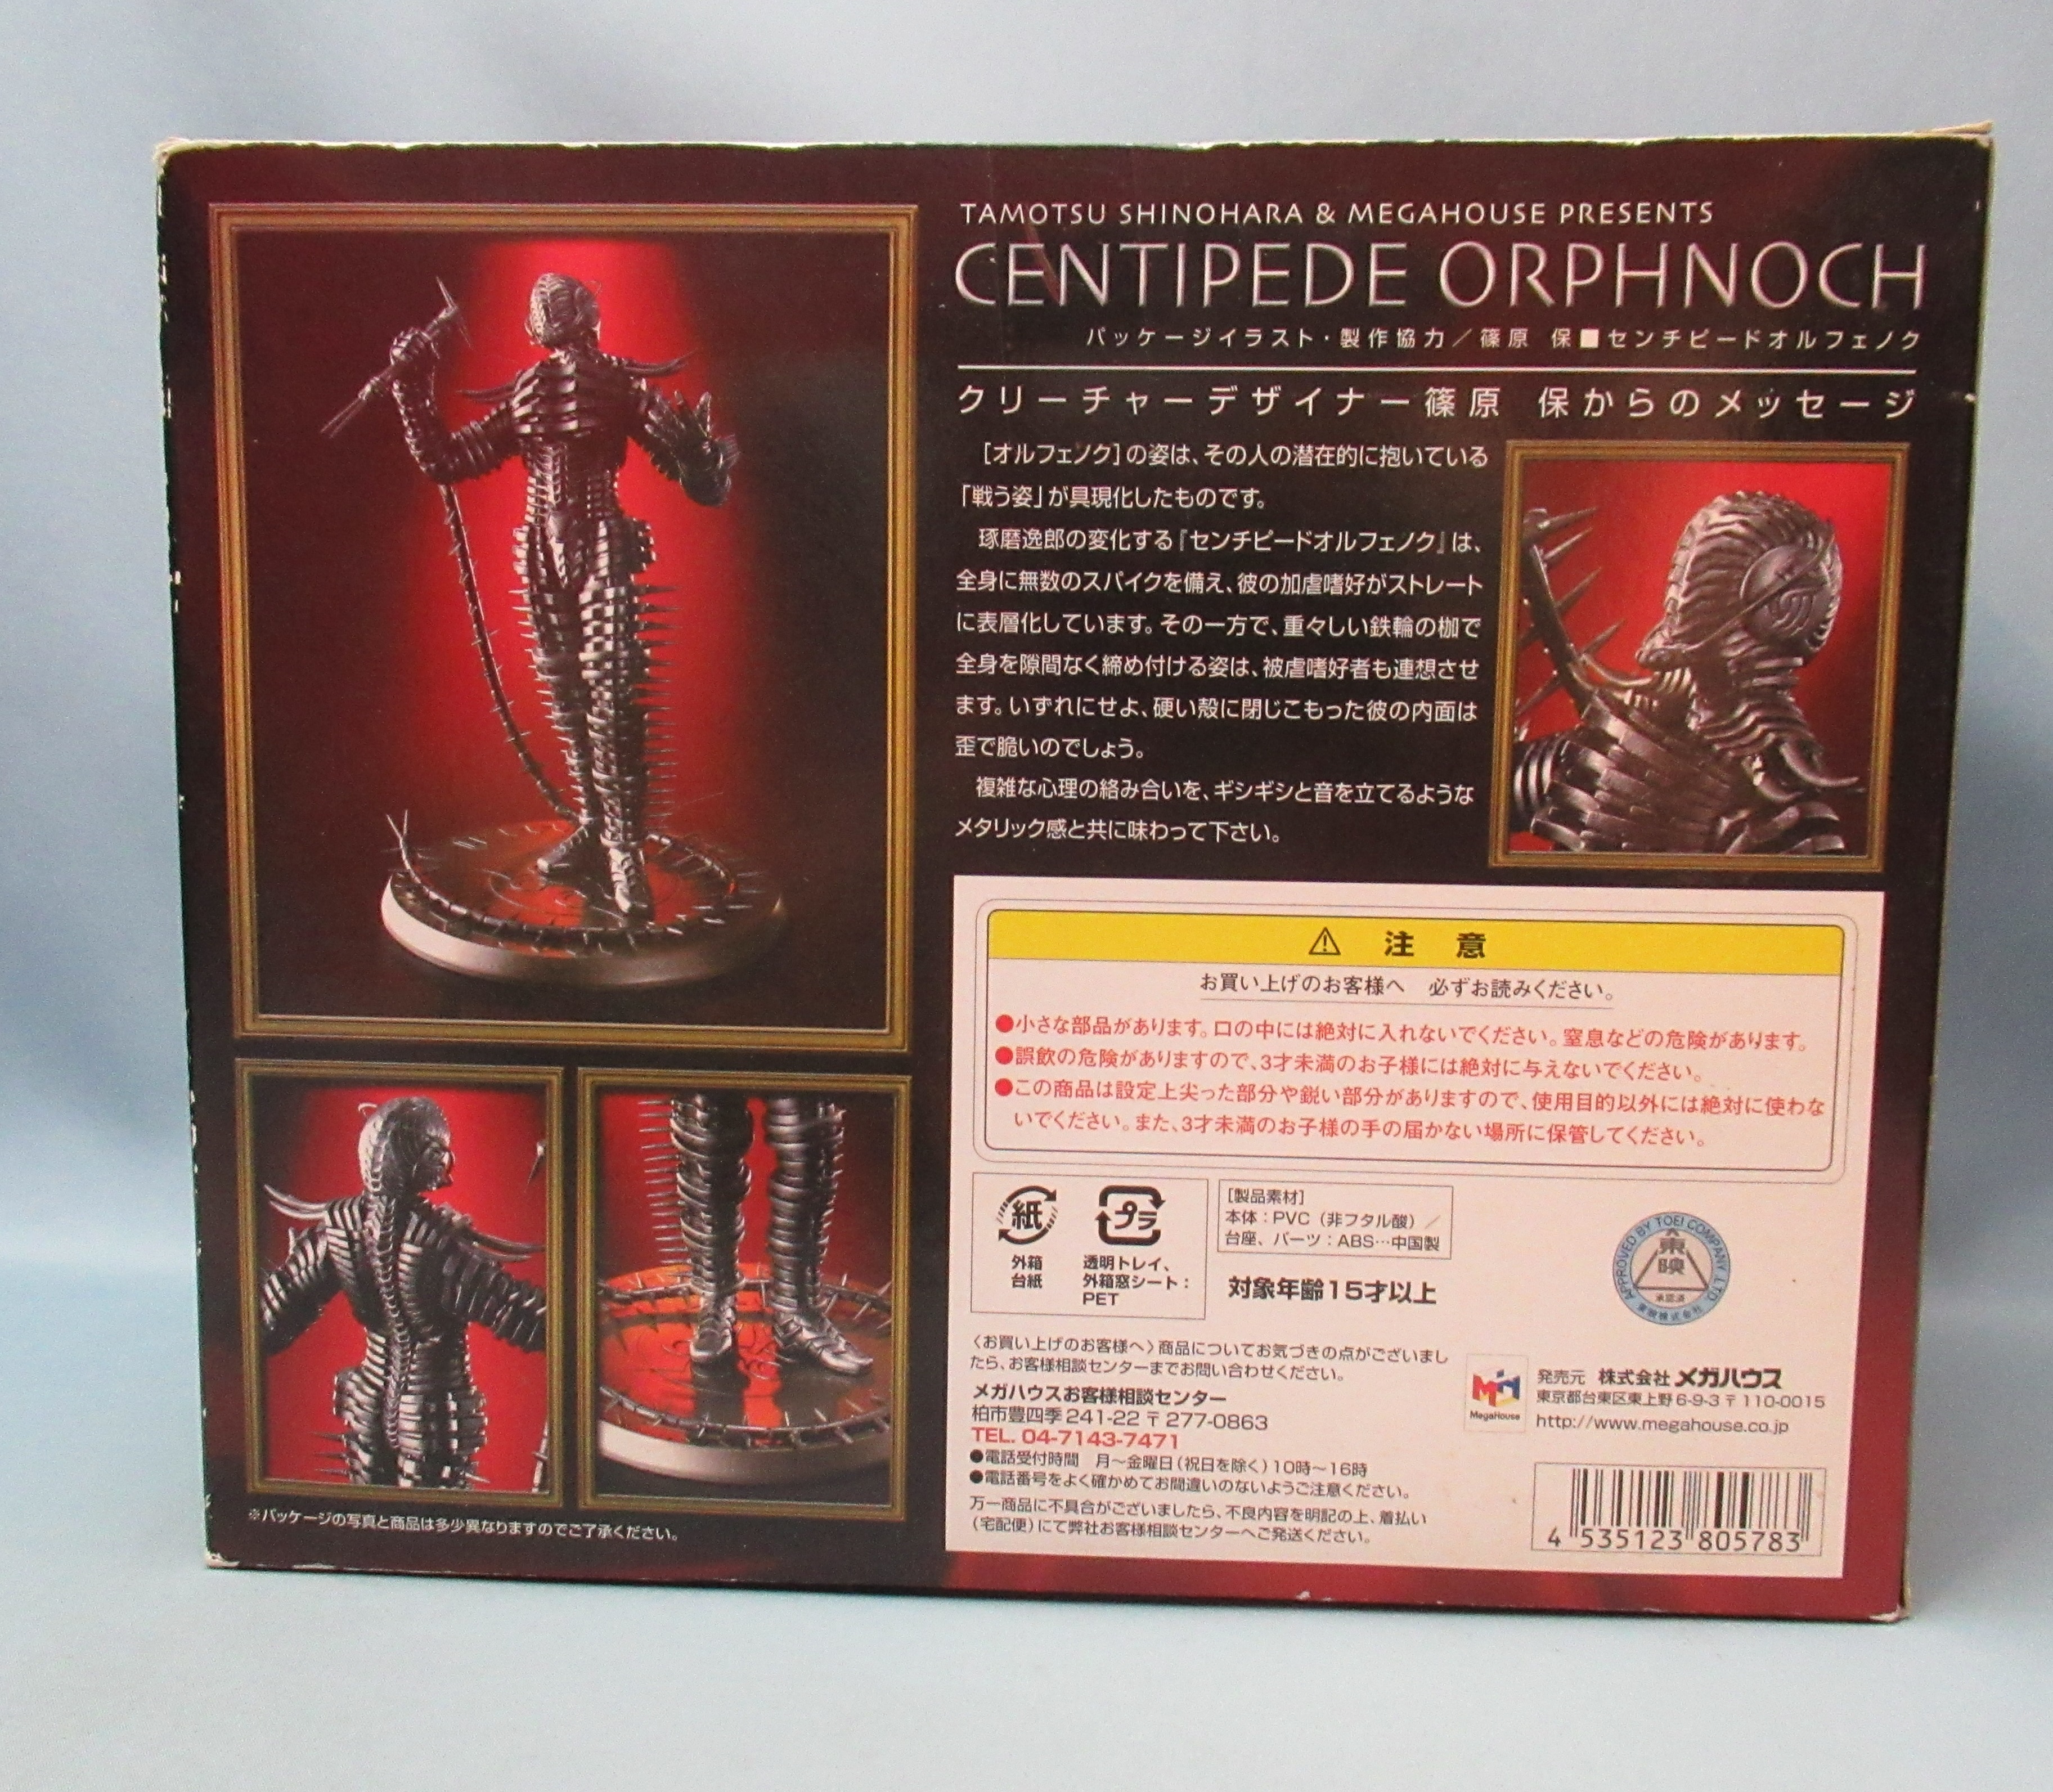 TAMOTSU SHINOHARA & MEGAHOUSE PRESENTS
CENTIPEDE ORPHNOCH
パッケージイラスト・製作協力／篠原 保■センチピードオルフェノク
クリーチャーデザイナー篠原 保からのメッセージ
［オルフェノク］の姿は、その人の潜在的に抱いている
「戦う姿」が具現化したものです。
琢磨逸郎の変化する『センチピードオルフェノク』は、
全身に無数のスパイクを備え、彼の加虐嗜好がストレート
に表層化しています。その一方で、重々しい鉄輪の枷で
全身を隙間なく締め付ける姿は、被虐嗜好者も連想させ
ます。いずれにせよ、硬い殻に閉じこもった彼の内面は
歪で脆いのでしょう。
複雑な心理の絡み合いを、ギシギシと音を立てるような
メタリック感と共に味わって下さい。
⚠ 注 意
お買い上げのお客様へ 必ずお読みください。
●小さな部品があります。口の中には絶対に入れないでください。窒息などの危険があります。
●誤飲の危険がありますので、3才未満のお子様には絶対に与えないでください。
●この商品は設定上尖った部分や鋭い部分がありますので、使用目的以外には絶対に使わな
いでください。また、3才未満のお子様の手の届かない場所に保管してください。
紙
外箱
台紙
プラ
透明トレイ、
外箱窓シート：
PET
［製品素材］
本体：PVC（非フタル酸）／
台座、パーツ：ABS…中国製
対象年齢15才以上
APPROVED BY TOEI COMPANY, LTD.
東映
承認済
東映株式会社
〈お買い上げのお客様へ〉商品についてお気づきの点がございまし
たら、お客様相談センターまでお問い合わせください。
メガハウスお客様相談センター
柏市豊四季241-22 〒277-0863
TEL. 04-7143-7471
●電話受付時間 月～金曜日（祝日を除く）10時～16時
●電話番号をよく確かめてお間違いのないようご注意ください。
万一商品に不具合がございましたら、不良内容を明記の上、着払い
（宅配便）にて弊社お客様相談センターへご発送ください。
MegaHouse
発売元 株式会社メガハウス
東京都台東区東上野6-9-3 〒110-0015
http://www.megahouse.co.jp
4 535123 805783
※パッケージの写真と商品は多少異なりますのでご了承ください。